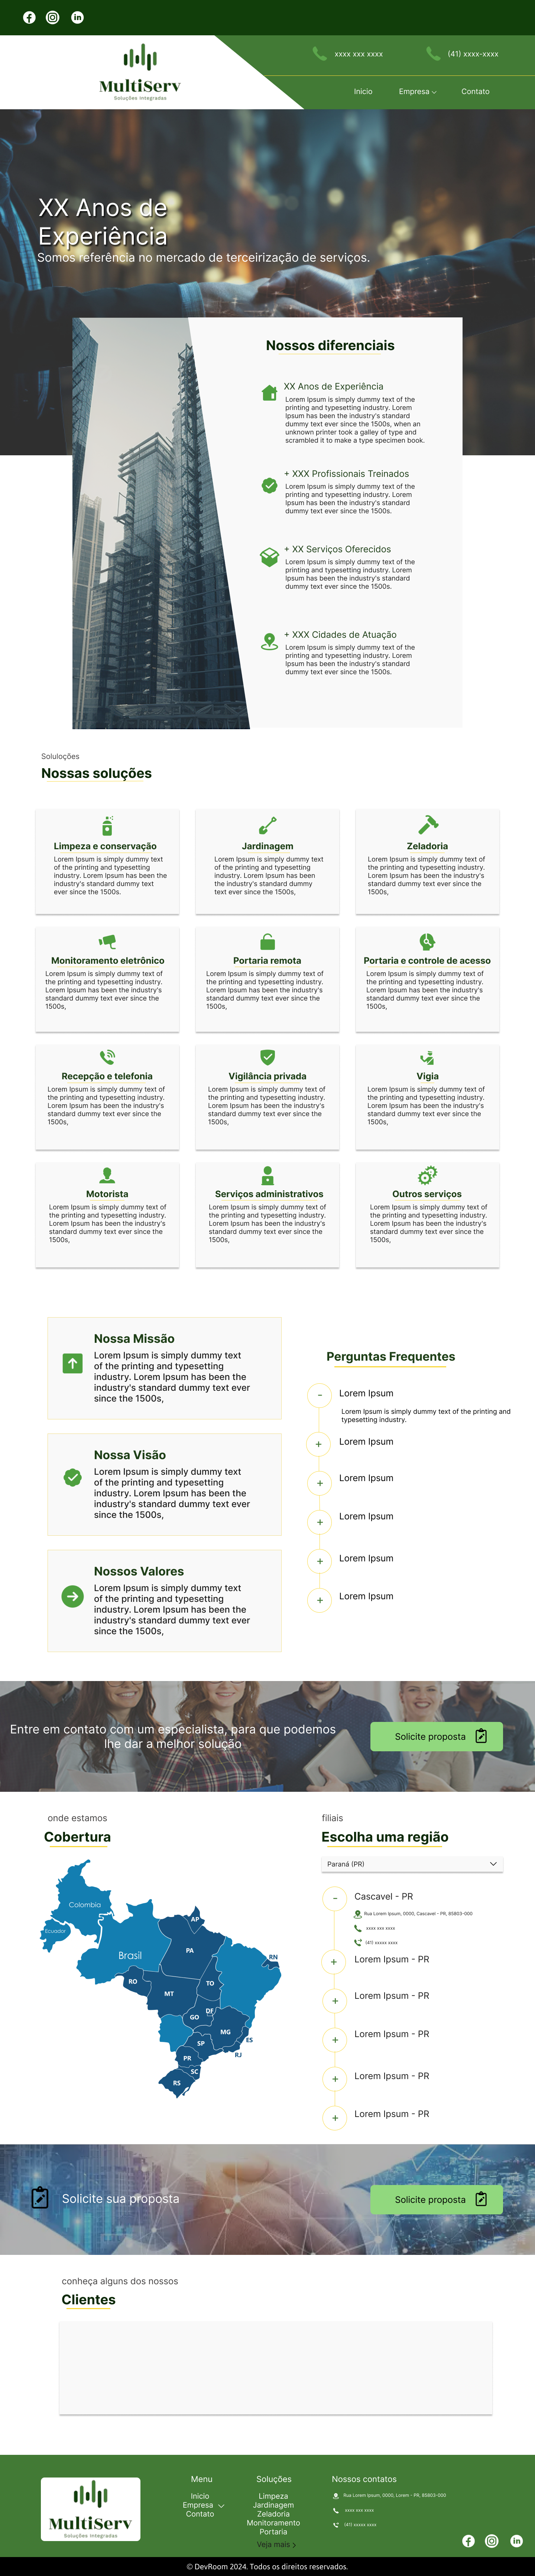 xxxx xxx xxxx
(41) xxxx-xxxx
MultiServ
Soluções Integradas
Inicio
Empresa
Contato
XX Anos de
Experiência
Somos referência no mercado de terceirização de serviços.
Nossos diferenciais
XX Anos de Experiência
Lorem Ipsum is simply dummy text of the
printing and typesetting industry. Lorem
Ipsum has been the industry's standard
dummy text ever since the 1500s, when an
unknown printer took a galley of type and
scrambled it to make a type specimen book.
+ XXX Profissionais Treinados
Lorem Ipsum is simply dummy text of the
printing and typesetting industry. Lorem
Ipsum has been the industry's standard
dummy text ever since the 1500s.
+ XX Serviços Oferecidos
Lorem Ipsum is simply dummy text of the
printing and typesetting industry. Lorem
Ipsum has been the industry's standard
dummy text ever since the 1500s.
+ XXX Cidades de Atuação
Lorem Ipsum is simply dummy text of the
printing and typesetting industry. Lorem
Ipsum has been the industry's standard
dummy text ever since the 1500s.
Soluloções
Nossas soluções
Limpeza e conservação
Lorem Ipsum is simply dummy text
of the printing and typesetting
industry. Lorem Ipsum has been the
industry's standard dummy text
ever since the 1500s.
Jardinagem
Lorem Ipsum is simply dummy text
of the printing and typesetting
industry. Lorem Ipsum has been
the industry's standard dummy
text ever since the 1500s,
Zeladoria
Lorem Ipsum is simply dummy text of
the printing and typesetting industry.
Lorem Ipsum has been the industry's
standard dummy text ever since the
1500s,
Monitoramento eletrônico
Lorem Ipsum is simply dummy text of
the printing and typesetting industry.
Lorem Ipsum has been the industry's
standard dummy text ever since the
1500s,
Portaria remota
Lorem Ipsum is simply dummy text of
the printing and typesetting industry.
Lorem Ipsum has been the industry's
standard dummy text ever since the
1500s,
Portaria e controle de acesso
Lorem Ipsum is simply dummy text of
the printing and typesetting industry.
Lorem Ipsum has been the industry's
standard dummy text ever since the
1500s,
Recepção e telefonia
Lorem Ipsum is simply dummy text of
the printing and typesetting industry.
Lorem Ipsum has been the industry's
standard dummy text ever since the
1500s,
Vigilância privada
Lorem Ipsum is simply dummy text of
the printing and typesetting industry.
Lorem Ipsum has been the industry's
standard dummy text ever since the
1500s,
Vigia
Lorem Ipsum is simply dummy text of
the printing and typesetting industry.
Lorem Ipsum has been the industry's
standard dummy text ever since the
1500s,
Motorista
Lorem Ipsum is simply dummy text of
the printing and typesetting industry.
Lorem Ipsum has been the industry's
standard dummy text ever since the
1500s,
Serviços administrativos
Lorem Ipsum is simply dummy text of
the printing and typesetting industry.
Lorem Ipsum has been the industry's
standard dummy text ever since the
1500s,
Outros serviços
Lorem Ipsum is simply dummy text of
the printing and typesetting industry.
Lorem Ipsum has been the industry's
standard dummy text ever since the
1500s,
Nossa Missão
Lorem Ipsum is simply dummy text
of the printing and typesetting
industry. Lorem Ipsum has been the
industry's standard dummy text ever
since the 1500s,
Nossa Visão
Lorem Ipsum is simply dummy text
of the printing and typesetting
industry. Lorem Ipsum has been the
industry's standard dummy text ever
since the 1500s,
Nossos Valores
Lorem Ipsum is simply dummy text
of the printing and typesetting
industry. Lorem Ipsum has been the
industry's standard dummy text ever
since the 1500s,
Perguntas Frequentes
- Lorem Ipsum
Lorem Ipsum is simply dummy text of the printing and
typesetting industry.
+ Lorem Ipsum
+ Lorem Ipsum
+ Lorem Ipsum
+ Lorem Ipsum
+ Lorem Ipsum
Entre em contato com um especialista, para que podemos
lhe dar a melhor solução
Solicite proposta
onde estamos
Cobertura
Colombia
Ecuador
Brasil
AP
PA
RN
RO
TO
MT
DF
GO
MG
ES
SP
RJ
PR
SC
RS
filiais
Escolha uma região
Paraná (PR)
- Cascavel - PR
Rua Lorem Ipsum, 0000, Cascavel - PR, 85803-000
xxxx xxx xxxx
(41) xxxxx xxxx
+ Lorem Ipsum - PR
+ Lorem Ipsum - PR
+ Lorem Ipsum - PR
+ Lorem Ipsum - PR
+ Lorem Ipsum - PR
Solicite sua proposta
Solicite proposta
conheça alguns dos nossos
Clientes
MultiServ
Soluções Integradas
Menu
Inicio
Empresa
Contato
Soluções
Limpeza
Jardinagem
Zeladoria
Monitoramento
Portaria
Veja mais >
Nossos contatos
Rua Lorem Ipsum, 0000, Lorem - PR, 85803-000
xxxx xxx xxxx
(41) xxxxx xxxx
© DevRoom 2024. Todos os direitos reservados.